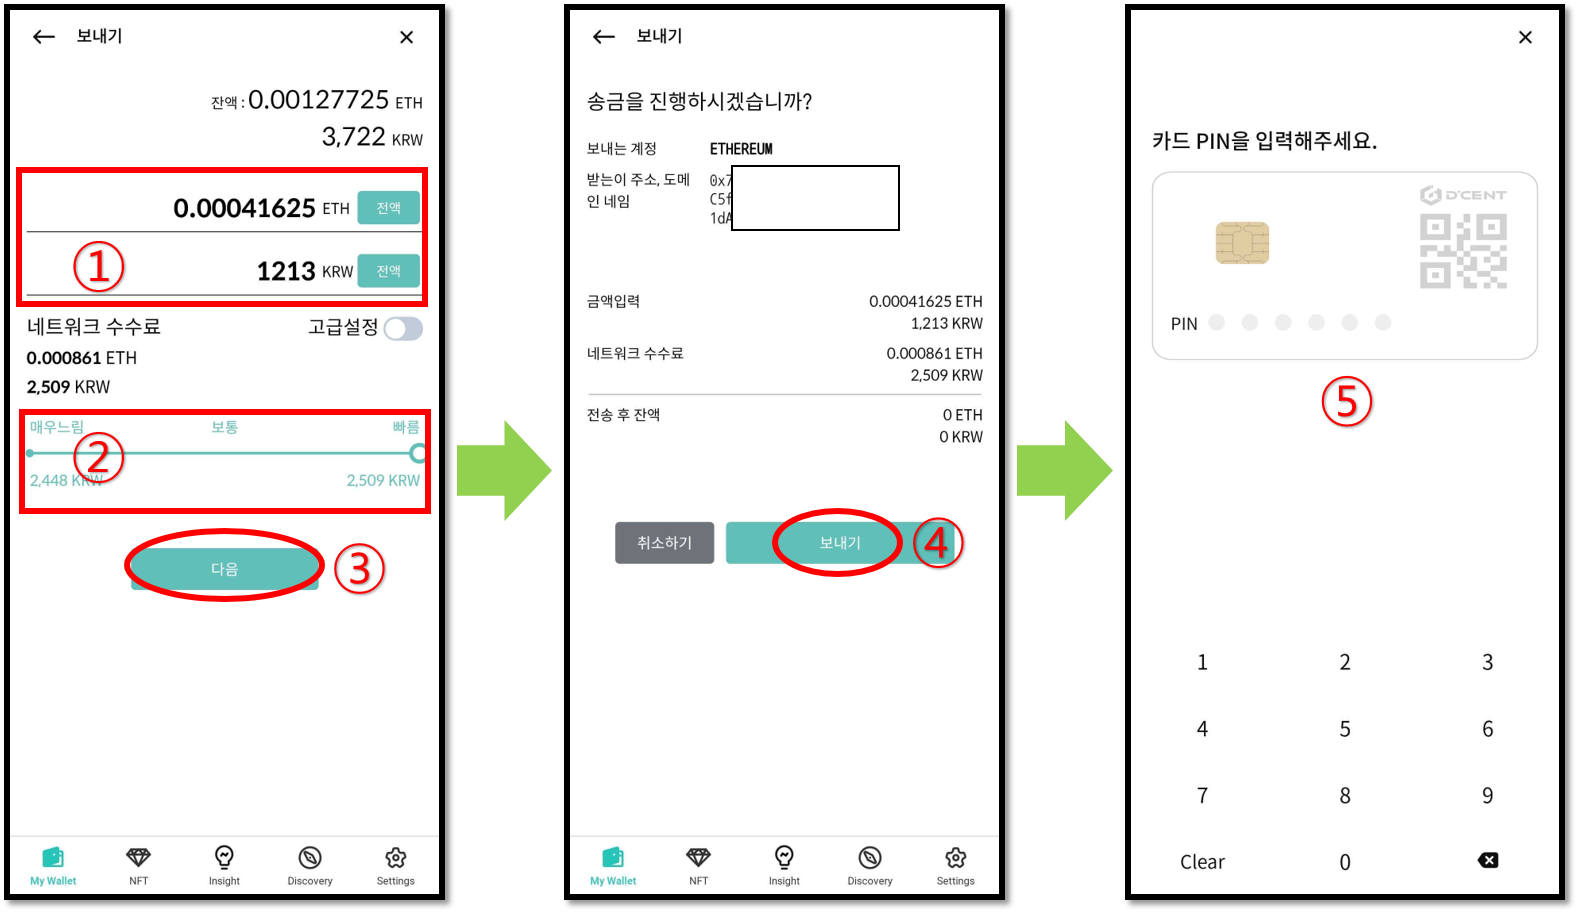 보내기
잔액 : 0.00127725 ETH
3,722 KRW
0.00041625 ETH 전액
1213 KRW 전액
①
네트워크 수수료 고급설정
0.000861 ETH
2,509 KRW
매우느림 보통 빠름
②
2,448 KRW 2,509 KRW
다음
③
My Wallet NFT Insight Discovery Settings
보내기
송금을 진행하시겠습니까?
보내는 계정 ETHEREUM
받는이 주소, 도메인 네임
0x7
C5f
1dA
금액입력 0.00041625 ETH
1,213 KRW
네트워크 수수료 0.000861 ETH
2,509 KRW
전송 후 잔액 0 ETH
0 KRW
취소하기 보내기
④
My Wallet NFT Insight Discovery Settings
카드 PIN을 입력해주세요.
D'CENT
PIN
⑤
1 2 3
4 5 6
7 8 9
Clear 0